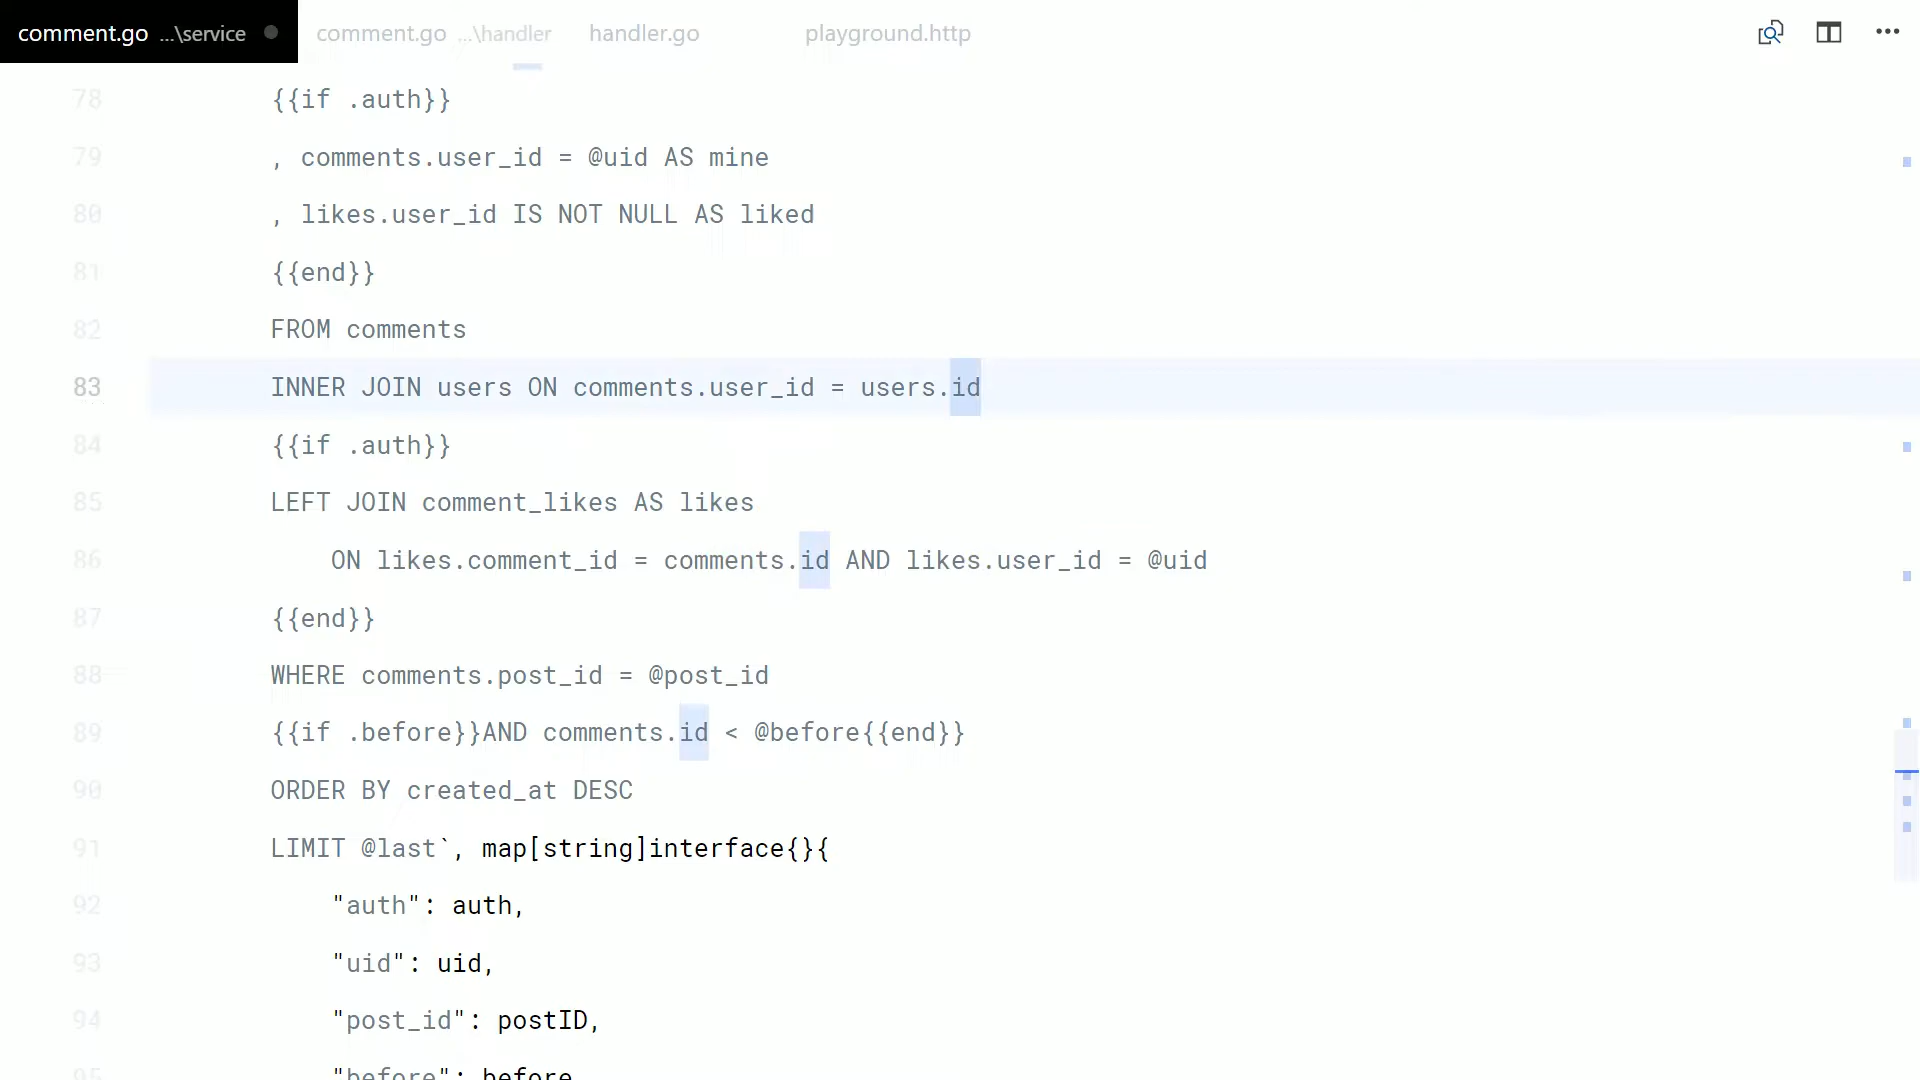 comment.go ...\service comment.go ...\handler handler.go playground.http
78 {{if .auth}}
79 , comments.user_id = @uid AS mine
80 , likes.user_id IS NOT NULL AS liked
81 {{end}}
82 FROM comments
83 INNER JOIN users ON comments.user_id = users.id
84 {{if .auth}}
85 LEFT JOIN comment_likes AS likes
86 ON likes.comment_id = comments.id AND likes.user_id = @uid
87 {{end}}
88 WHERE comments.post_id = @post_id
89 {{if .before}}AND comments.id < @before{{end}}
90 ORDER BY created_at DESC
91 LIMIT @last`, map[string]interface{}{
92 "auth": auth,
93 "uid": uid,
94 "post_id": postID,
95 "before": before